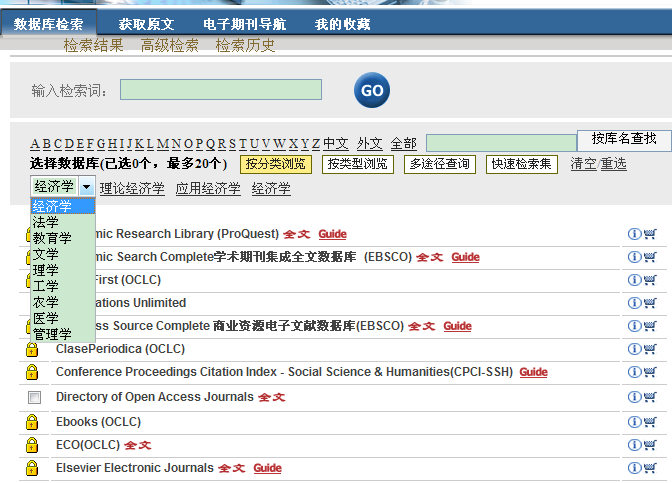 数据库检索 获取原文 电子期刊导航 我的收藏
检索结果 高级检索 检索历史
输入检索词： GO
A B C D E F G H I J K L M N O P Q R S T U V W X Y Z 中文 外文 全部 按库名查找
选择数据库(已选0个，最多20个) 按分类浏览 按类型浏览 多途径查询 快速检索集 清空/重选
经济学 理论经济学 应用经济学 经济学
经济学
法学
教育学
文学
理学
工学
农学
医学
管理学
mic Research Library (ProQuest) 全文 Guide
mic Search Complete学术期刊集成全文数据库 (EBSCO) 全文 Guide
First (OCLC)
ations Unlimited
ss Source Complete 商业资源电子文献数据库(EBSCO) 全文 Guide
ClasePeriodica (OCLC)
Conference Proceedings Citation Index - Social Science & Humanities(CPCI-SSH) Guide
Directory of Open Access Journals 全文
Ebooks (OCLC)
ECO(OCLC) 全文
Elsevier Electronic Journals 全文 Guide